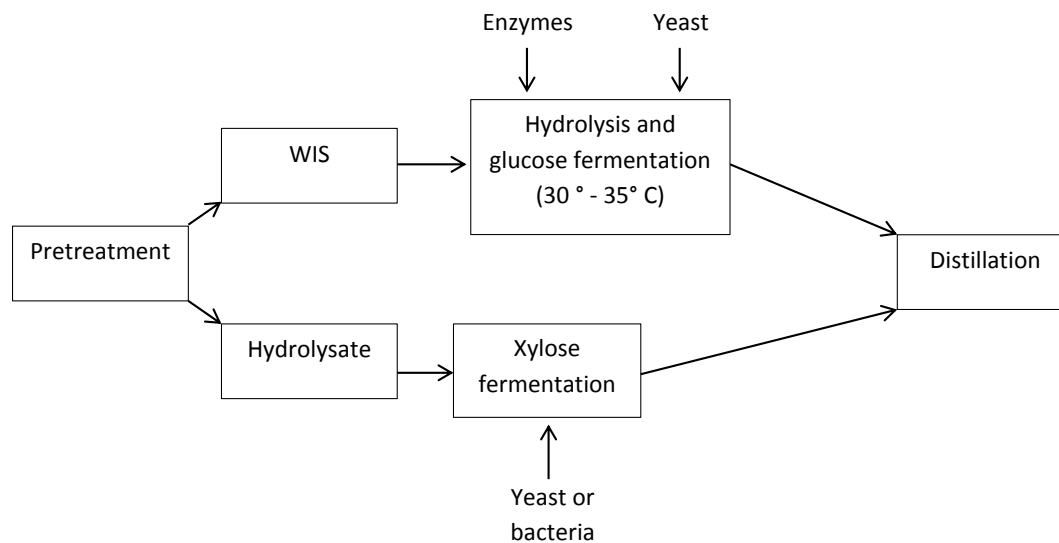 Enzymes
Yeast
Hydrolysis and
glucose fermentation
(30 ° - 35° C)
WIS
Pretreatment
Distillation
Hydrolysate
Xylose
fermentation
Yeast or
bacteria